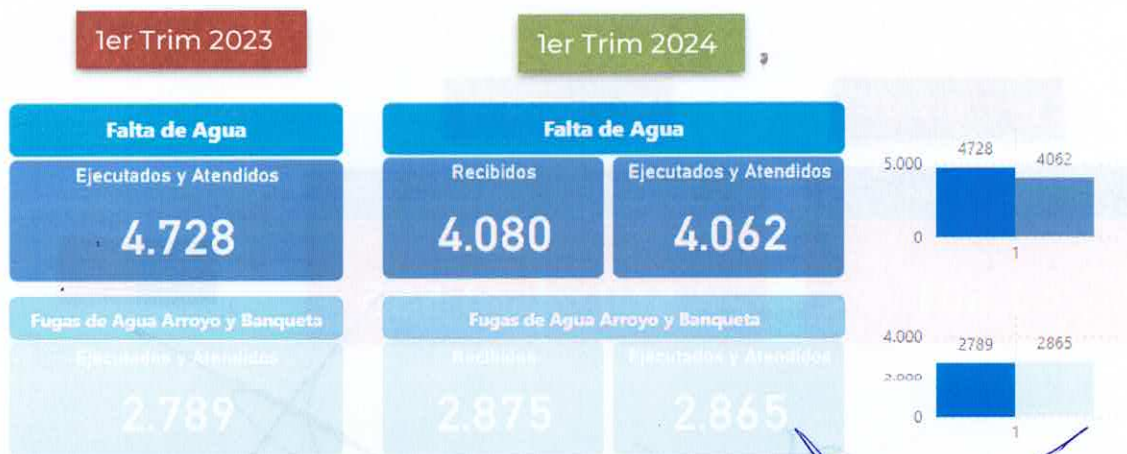 1er Trim 2023
1er Trim 2024
Falta de Agua
Ejecutados y Atendidos
4.728
Falta de Agua
Recibidos
4.080
Ejecutados y Atendidos
4.062
5.000
4728
4062
0
1
Fugas de Agua Arroyo y Banqueta
Ejecutados y Atendidos
2.789
Fugas de Agua Arroyo y Banqueta
Recibidos
2.875
Ejecutados y Atendidos
2.865
4.000
2789
2865
2.000
0
1